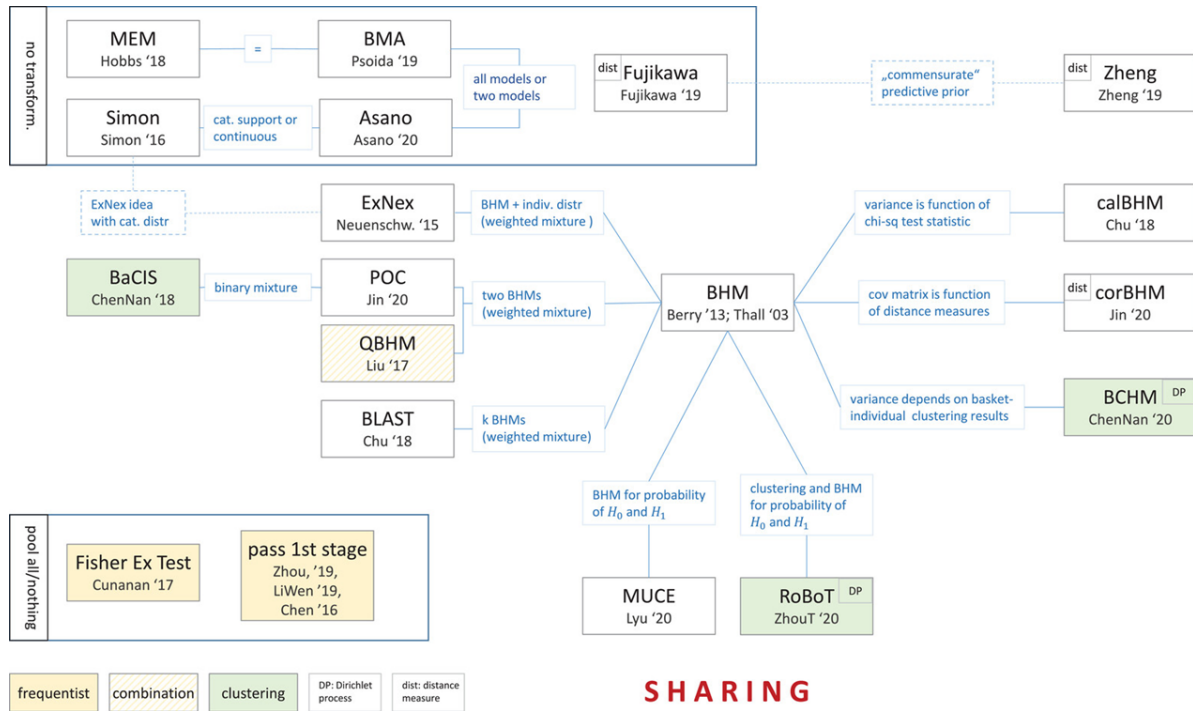 no transform.
MEM
Hobbs ‘18
=
BMA
Psoida ’19
all models or
two models
dist
Fujikawa
Fujikawa ‘19
„commensurate“
predictive prior
dist
Zheng
Zheng ‘19
Simon
Simon ‘16
cat. support or
continuous
Asano
Asano ‘20
ExNex idea
with cat. distr
ExNex
Neuenschw. ‘15
BHM + indiv. distr
(weighted mixture )
variance is function of
chi-sq test statistic
calBHM
Chu ‘18
BaCIS
ChenNan ‘18
binary mixture
POC
Jin ‘20
two BHMs
(weighted mixture)
BHM
Berry ’13; Thall ‘03
cov matrix is function
of distance measures
dist
corBHM
Jin ‘20
QBHM
Liu ‘17
BLAST
Chu ‘18
k BHMs
(weighted mixture)
variance depends on basket-
individual clustering results
BCHM
DP
ChenNan ‘20
BHM for probability
of H₀ and H₁
clustering and BHM
for probability of
H₀ and H₁
pool all/nothing
Fisher Ex Test
Cunanan ‘17
pass 1st stage
Zhou, ’19,
LiWen ’19,
Chen ‘16
MUCE
Lyu ‘20
RoBoT
DP
ZhouT ‘20
frequentist
combination
clustering
DP: Dirichlet
process
dist: distance
measure
SHARING